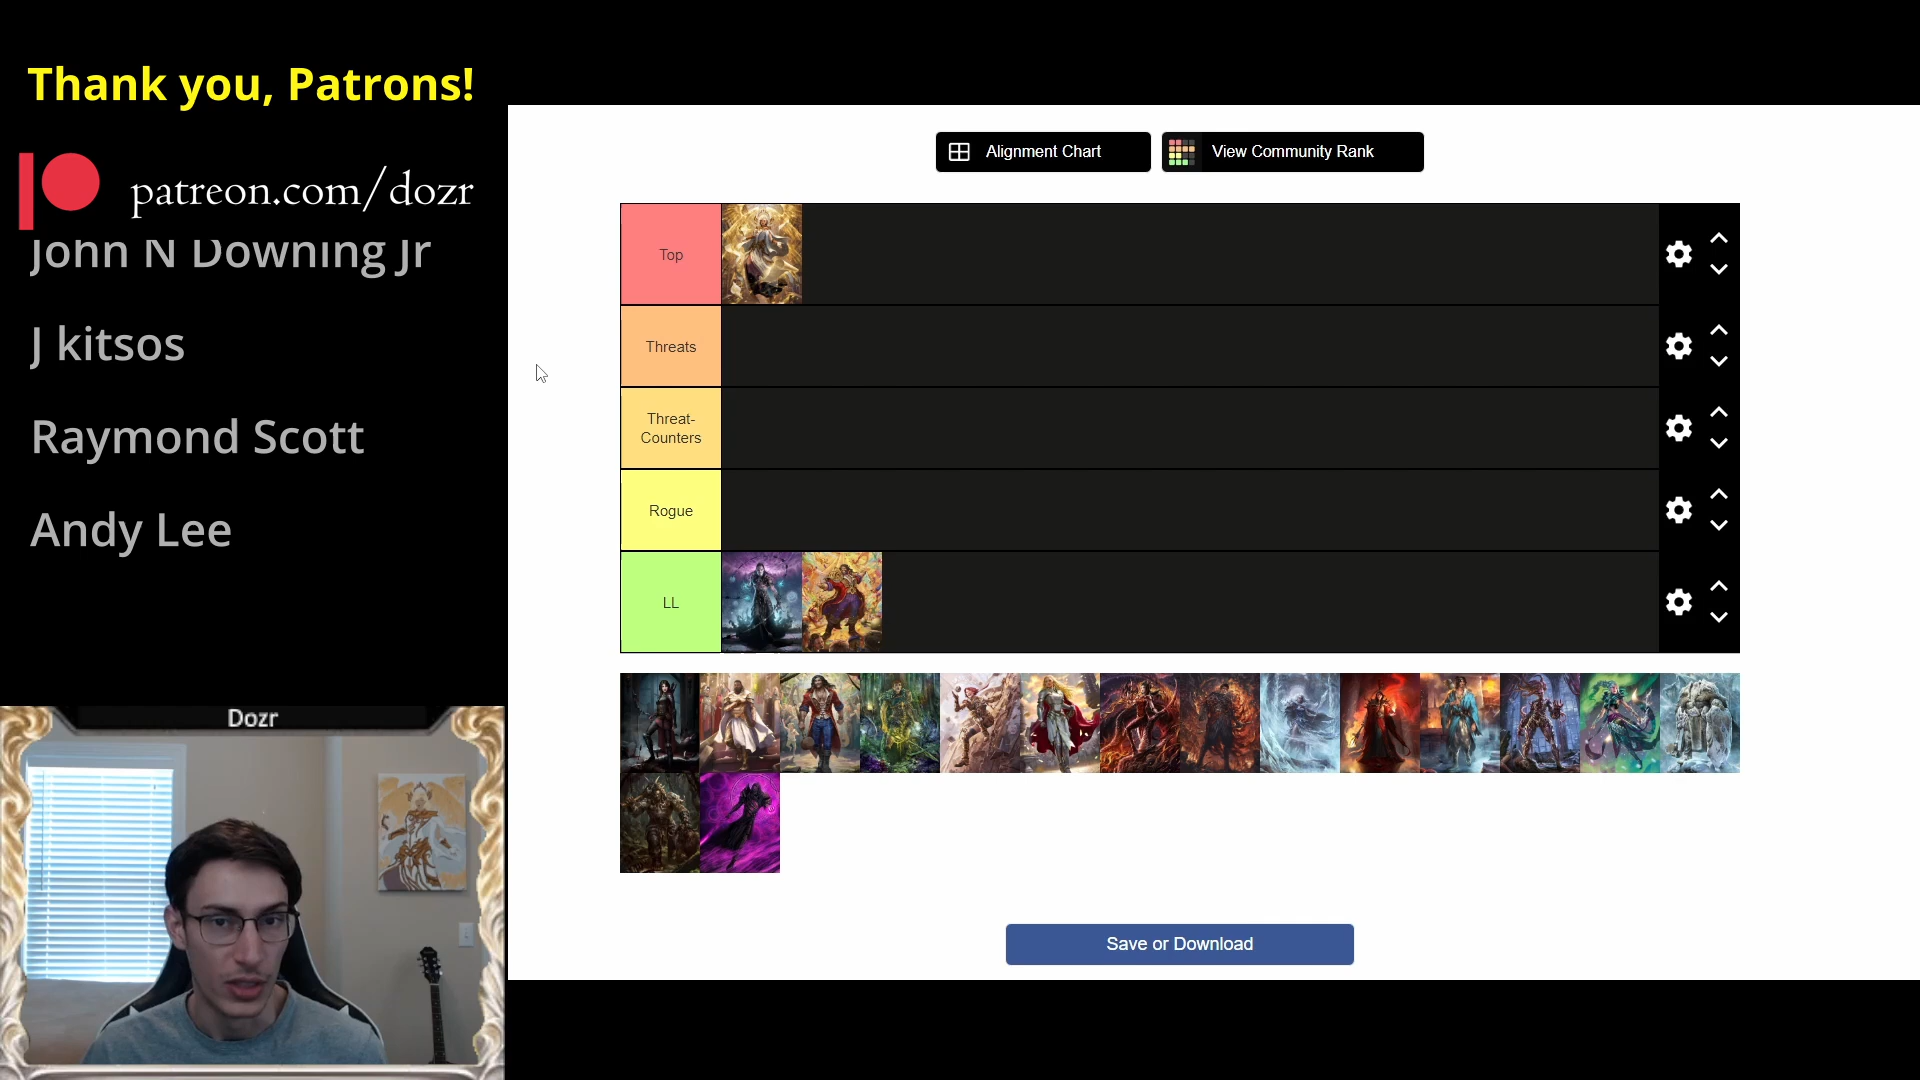 Thank you, Patrons!
patreon.com/dozr
John N Downing Jr
J kitsos
Raymond Scott
Andy Lee
Dozr
Alignment Chart
View Community Rank
Top
Threats
Threat-
Counters
Rogue
LL
Save or Download